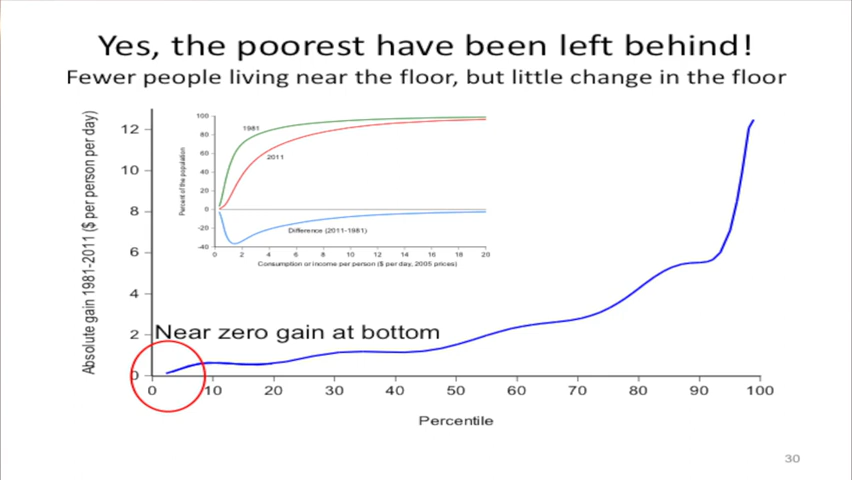 Yes, the poorest have been left behind!
Fewer people living near the floor, but little change in the floor
Absolute gain 1981-2011 ($ per person per day)
12
10
8
6
4
2
0
Percent of the population
100
80
60
40
20
0
-20
-40
1981
2011
Difference (2011-1981)
0 2 4 6 8 10 12 14 16 18 20
Consumption or income per person ($ per day, 2005 prices)
Near zero gain at bottom
0 10 20 30 40 50 60 70 80 90 100
Percentile
30